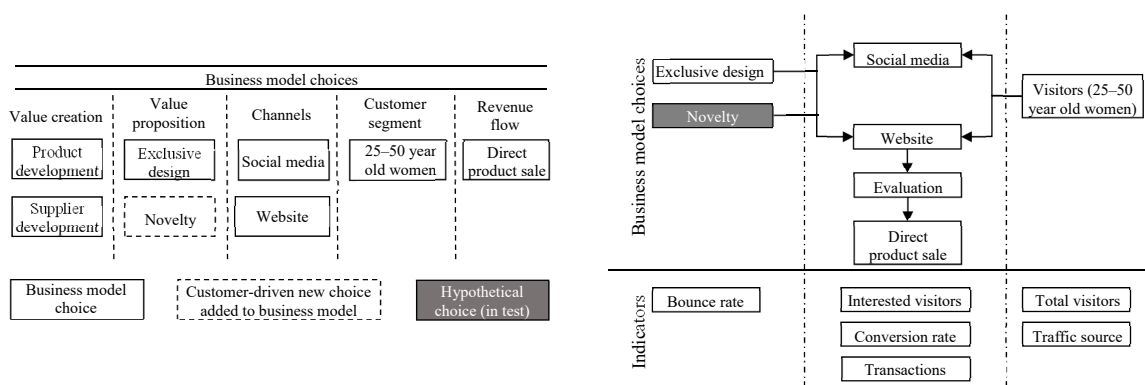 Business model choices
Value creation
Value
proposition
Channels
Customer
segment
Revenue
flow
Product
development
Exclusive
design
Social media
25–50 year
old women
Direct
product sale
Supplier
development
Novelty
Website
Business model
choice
Customer-driven new choice
added to business model
Hypothetical
choice (in test)
Business model choices
Exclusive design
Novelty
Social media
Website
Evaluation
Direct
product sale
Visitors (25–50
year old women)
Indicators
Bounce rate
Interested visitors
Conversion rate
Transactions
Total visitors
Traffic source